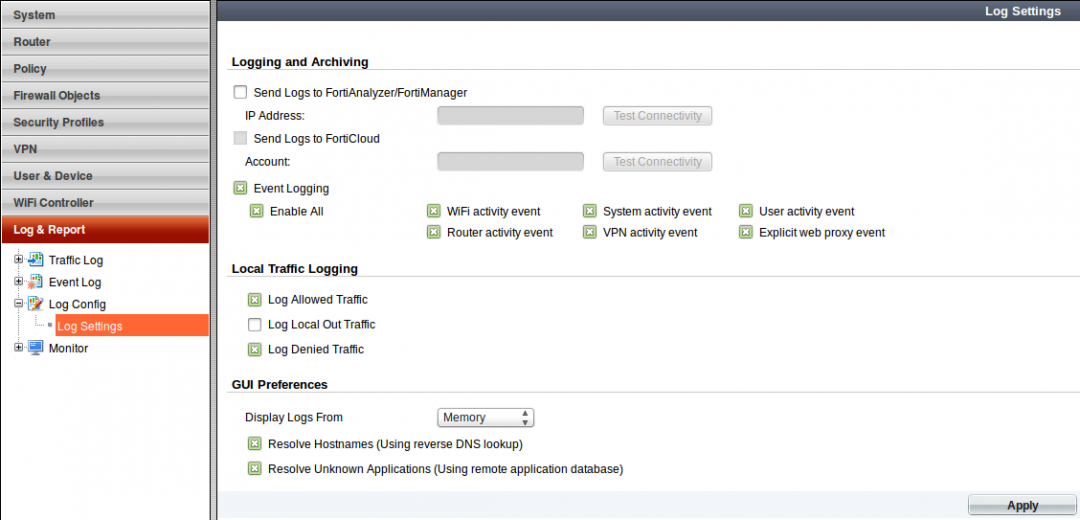 System
Router
Policy
Firewall Objects
Security Profiles
VPN
User & Device
WiFi Controller
Log & Report
Traffic Log
Event Log
Log Config
Log Settings
Monitor
Log Settings
Logging and Archiving
Send Logs to FortiAnalyzer/FortiManager
IP Address: Test Connectivity
Send Logs to FortiCloud
Account: Test Connectivity
Event Logging
Enable All WiFi activity event System activity event User activity event
Router activity event VPN activity event Explicit web proxy event
Local Traffic Logging
Log Allowed Traffic
Log Local Out Traffic
Log Denied Traffic
GUI Preferences
Display Logs From Memory
Resolve Hostnames (Using reverse DNS lookup)
Resolve Unknown Applications (Using remote application database)
Apply